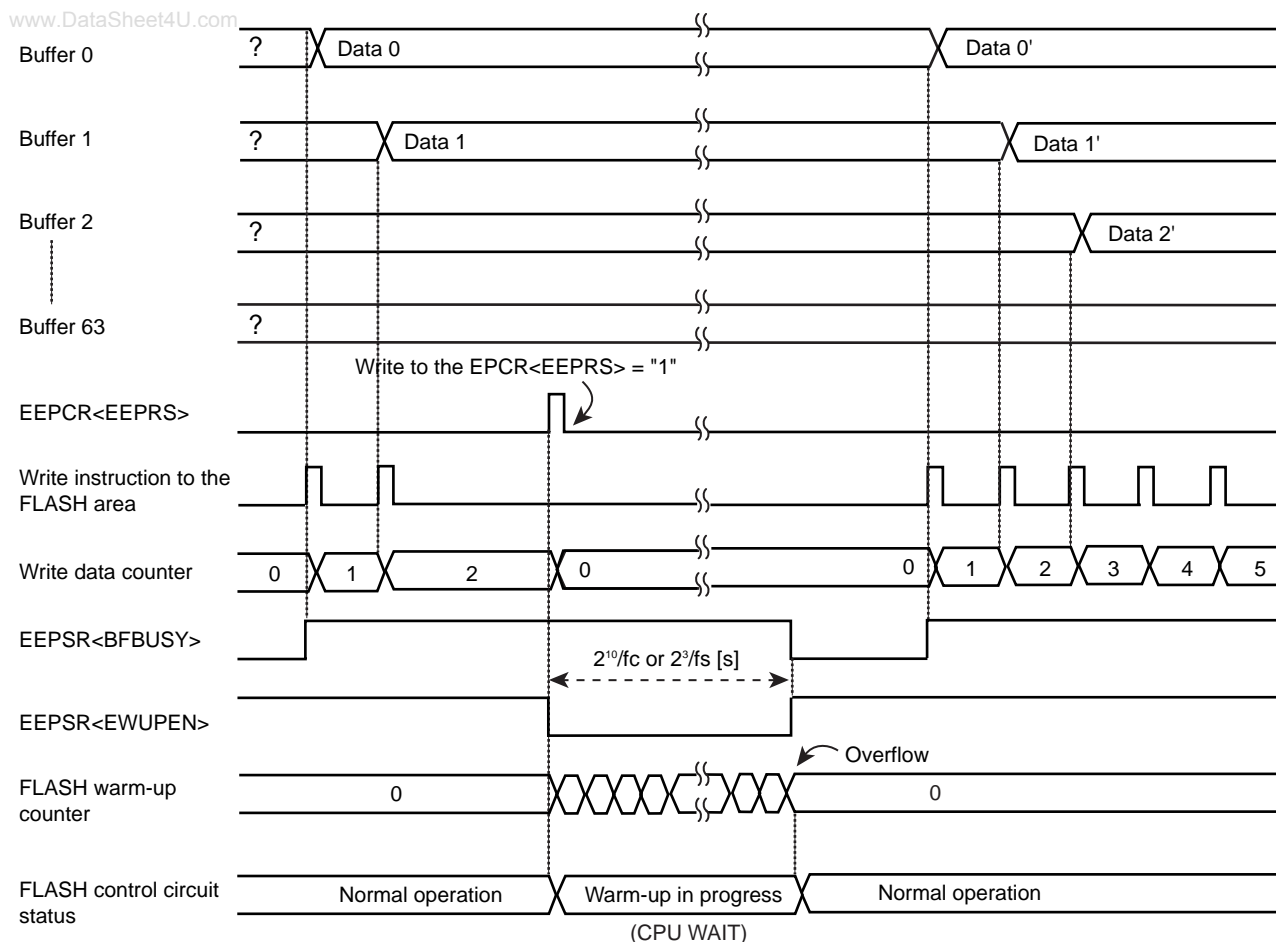 www.DataSheet4U.com
Buffer 0 ? Data 0 Data 0'
Buffer 1 ? Data 1 Data 1'
Buffer 2 ? Data 2'
Buffer 63 ?
Write to the EPCR<EEPRS> = "1"
EEPCR<EEPRS>
Write instruction to the
FLASH area
Write data counter 0 1 2 0 0 1 2 3 4 5
EEPSR<BFBUSY>
2¹⁰/fc or 2³/fs [s]
EEPSR<EWUPEN>
Overflow
FLASH warm-up
counter
0 0
FLASH control circuit
status
Normal operation Warm-up in progress Normal operation
(CPU WAIT)